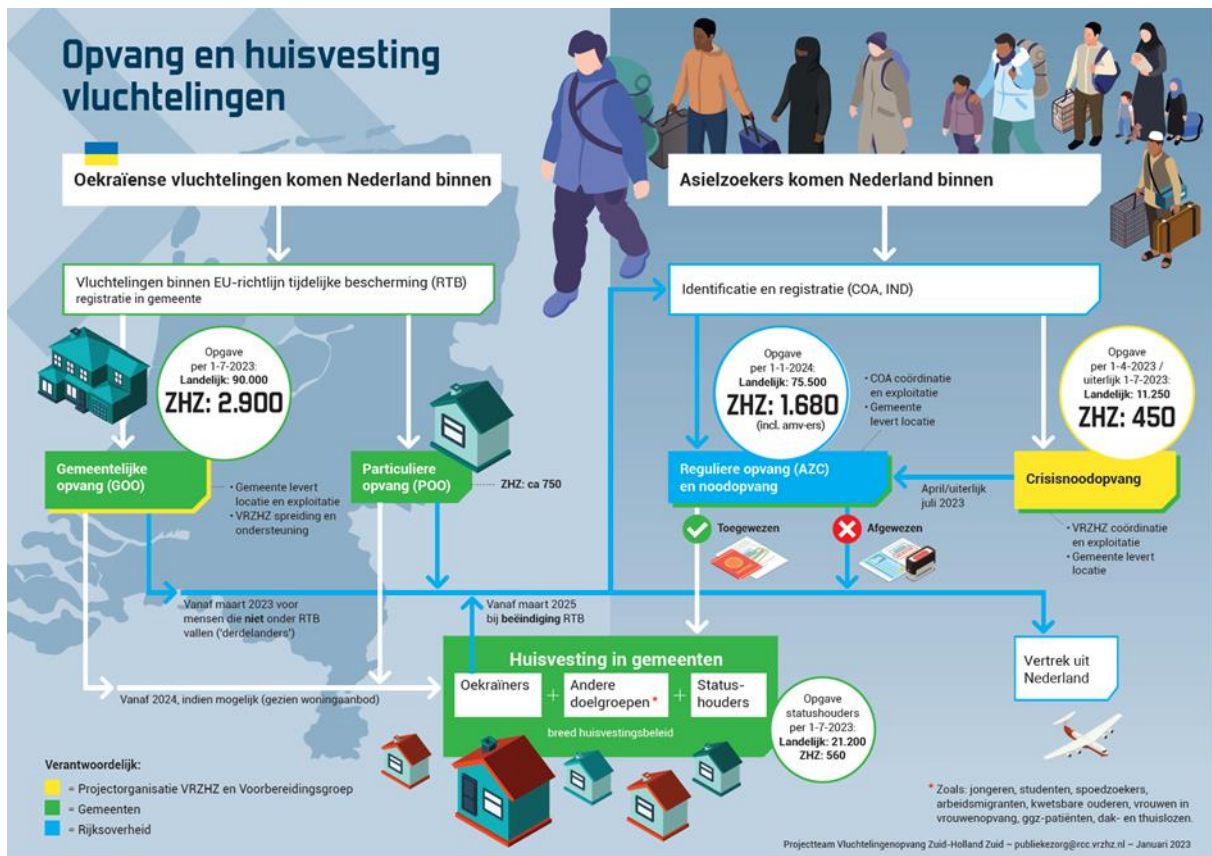 Opvang en huisvesting
vluchtelingen
Oekraïense vluchtelingen komen Nederland binnen
Asielzoekers komen Nederland binnen
Vluchtelingen binnen EU-richtlijn tijdelijke bescherming (RTB)
registratie in gemeente
Identificatie en registratie (COA, IND)
Opgave
per 1-7-2023:
Landelijk: 90.000
ZHZ: 2.900
Opgave
per 1-1-2024:
Landelijk: 75.500
ZHZ: 1.680
(incl. amv-ers)
• COA coördinatie
en exploitatie
• Gemeente
levert locatie
Opgave
per 1-4-2023 /
uiterlijk 1-7-2023:
Landelijk: 11.250
ZHZ: 450
Gemeentelijke
opvang (GOO)
• Gemeente levert
locatie en exploitatie
• VRZHZ spreiding en
ondersteuning
Particuliere
opvang (POO)
ZHZ: ca 750
Reguliere opvang (AZC)
en noodopvang
April/uiterlijk
juli 2023
Crisisnoodopvang
• VRZHZ coördinatie
en exploitatie
• Gemeente levert
locatie
Toegewezen
Afgewezen
Vanaf maart 2023 voor
mensen die niet onder RTB
vallen ('derdelanders')
Vanaf maart 2025
bij beëindiging RTB
Vanaf 2024, indien mogelijk (gezien woningaanbod)
Huisvesting in gemeenten
Oekraïners
+
Andere
doelgroepen *
+
Status-
houders
breed huisvestingsbeleid
Opgave
statushouders
per 1-7-2023:
Landelijk: 21.200
ZHZ: 560
Vertrek uit
Nederland
Verantwoordelijk:
= Projectorganisatie VRZHZ en Voorbereidingsgroep
= Gemeenten
= Rijksoverheid
* Zoals: jongeren, studenten, spoedzoekers,
arbeidsmigranten, kwetsbare ouderen, vrouwen in
vrouwenopvang, ggz-patiënten, dak- en thuislozen.
Projectteam Vluchtelingenopvang Zuid-Holland Zuid – publiekezorg@rcc.vrzhz.nl – Januari 2023